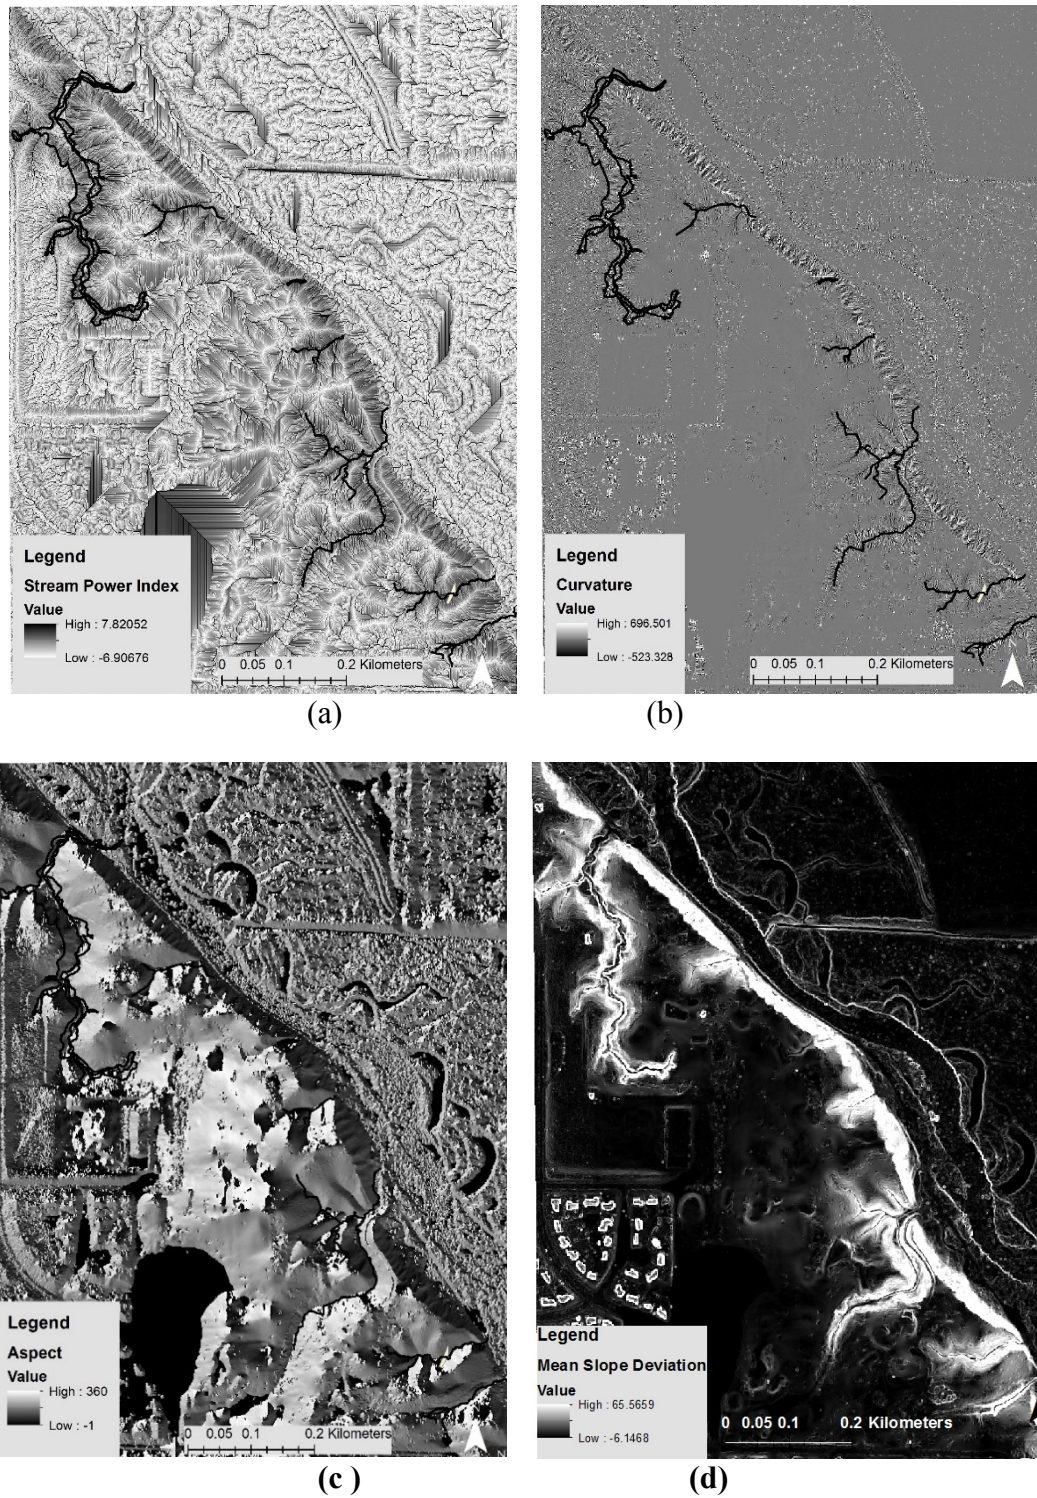 Legend
Stream Power Index
Value
High : 7.82052
Low : -6.90676
0 0.05 0.1 0.2 Kilometers
(a)
Legend
Curvature
Value
High : 696.501
Low : -523.328
0 0.05 0.1 0.2 Kilometers
(b)
Legend
Aspect
Value
High : 360
Low : -1
0 0.05 0.1 0.2 Kilometers
(c )
Legend
Mean Slope Deviation
Value
High : 65.5659
Low : -6.1468
0 0.05 0.1 0.2 Kilometers
(d)